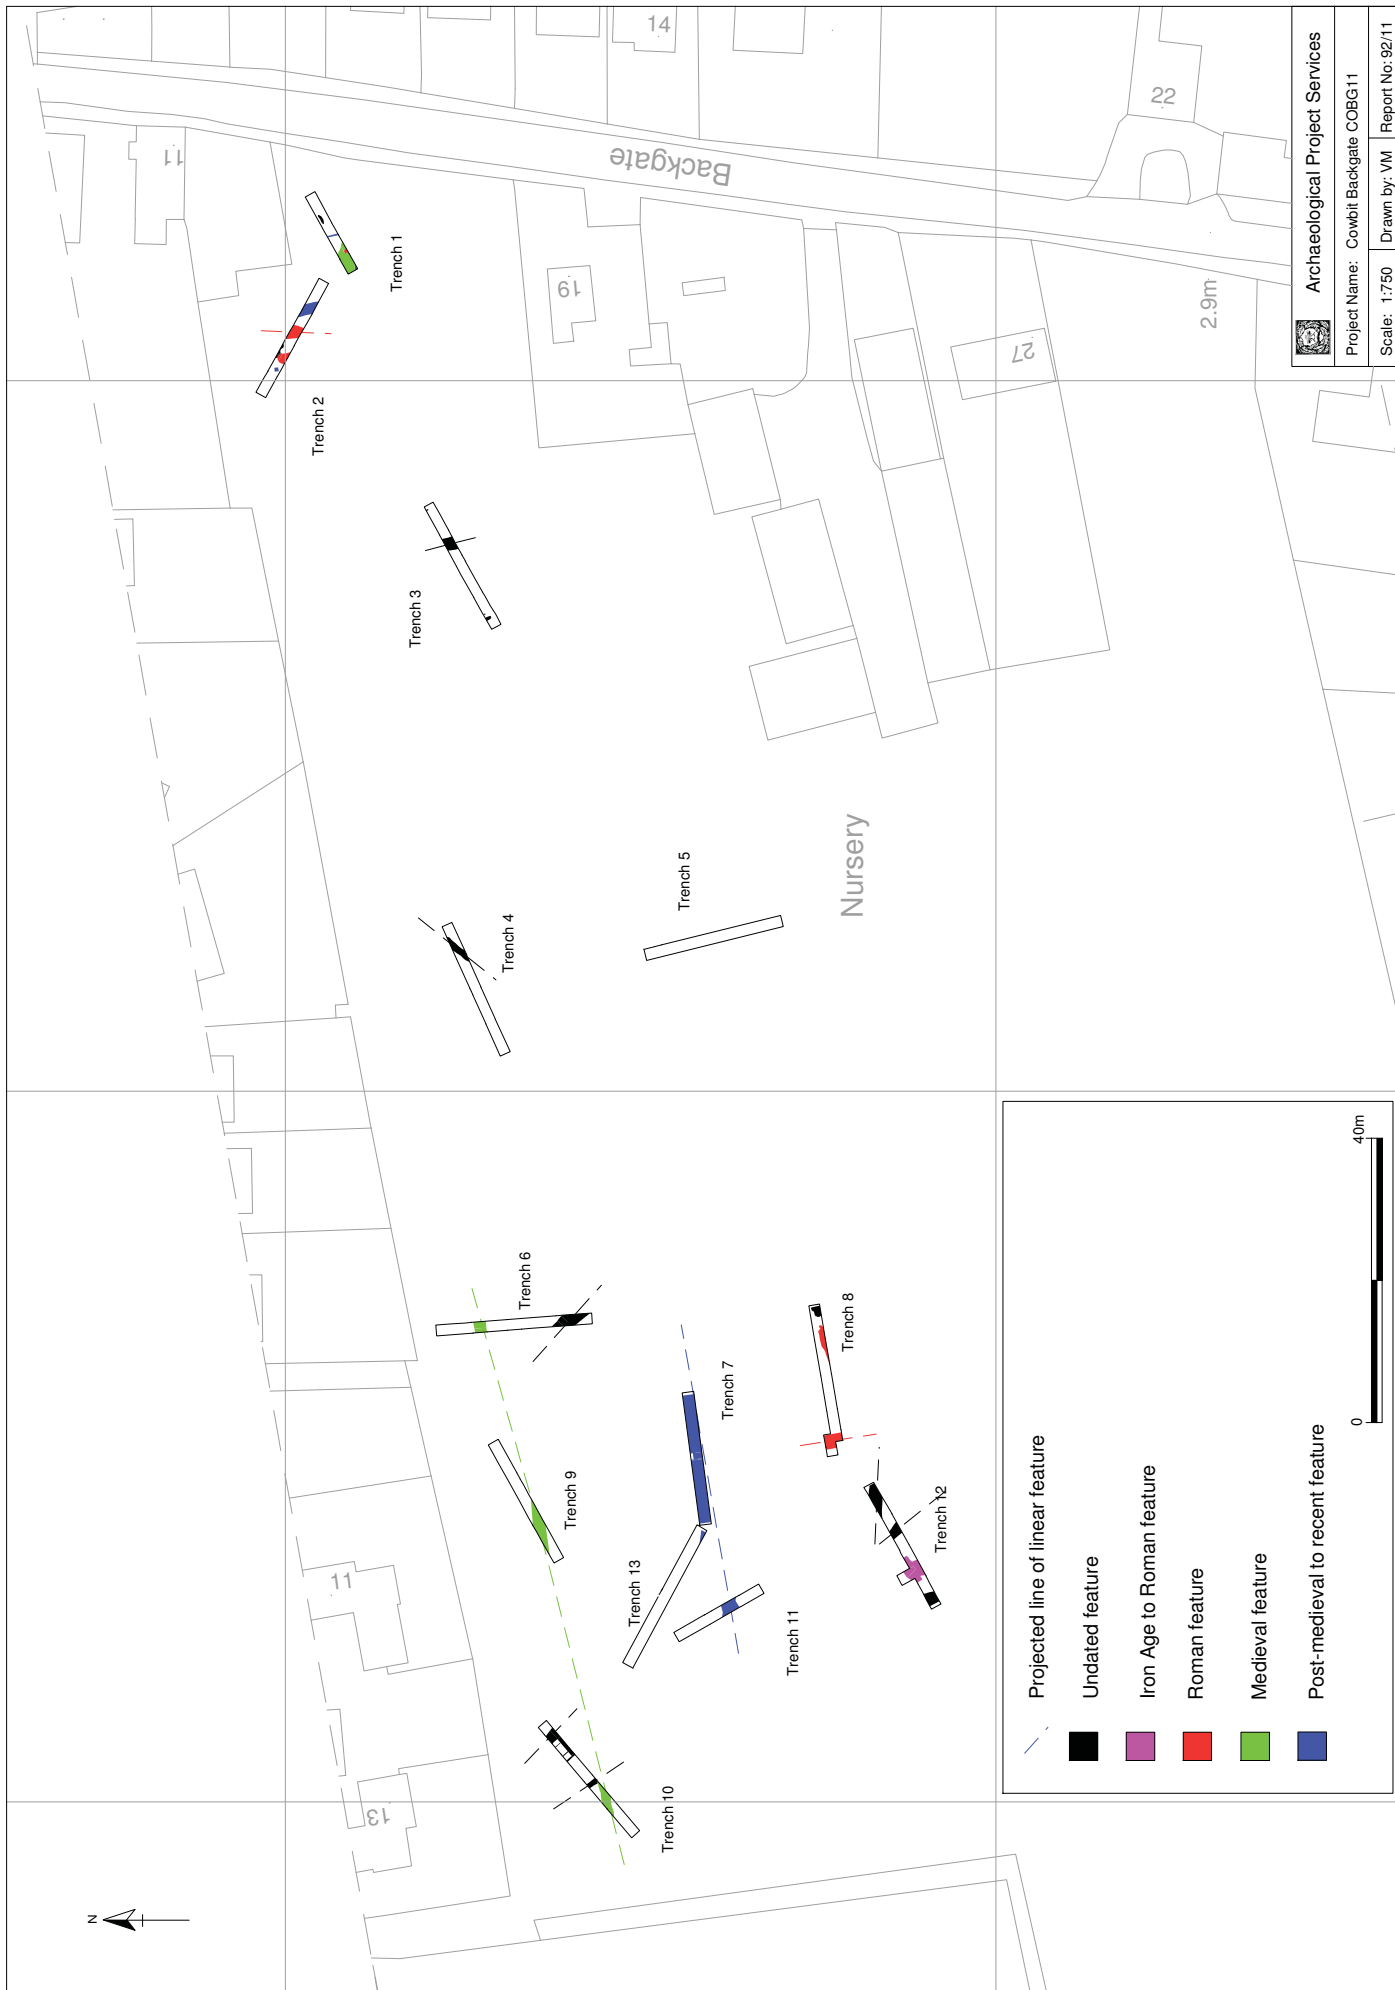 N
11
14
22
Backgate
19
27
2.9m
Trench 1
Trench 2
Trench 3
Trench 4
Trench 5
Nursery
Trench 6
Trench 7
Trench 8
Trench 9
Trench 10
Trench 11
Trench 12
Trench 13
11
13
Projected line of linear feature
Undated feature
Iron Age to Roman feature
Roman feature
Medieval feature
Post-medieval to recent feature
0 40m
Archaeological Project Services
Project Name: Cowbit Backgate COBG11
Scale: 1:750 Drawn by: VM Report No: 92/11